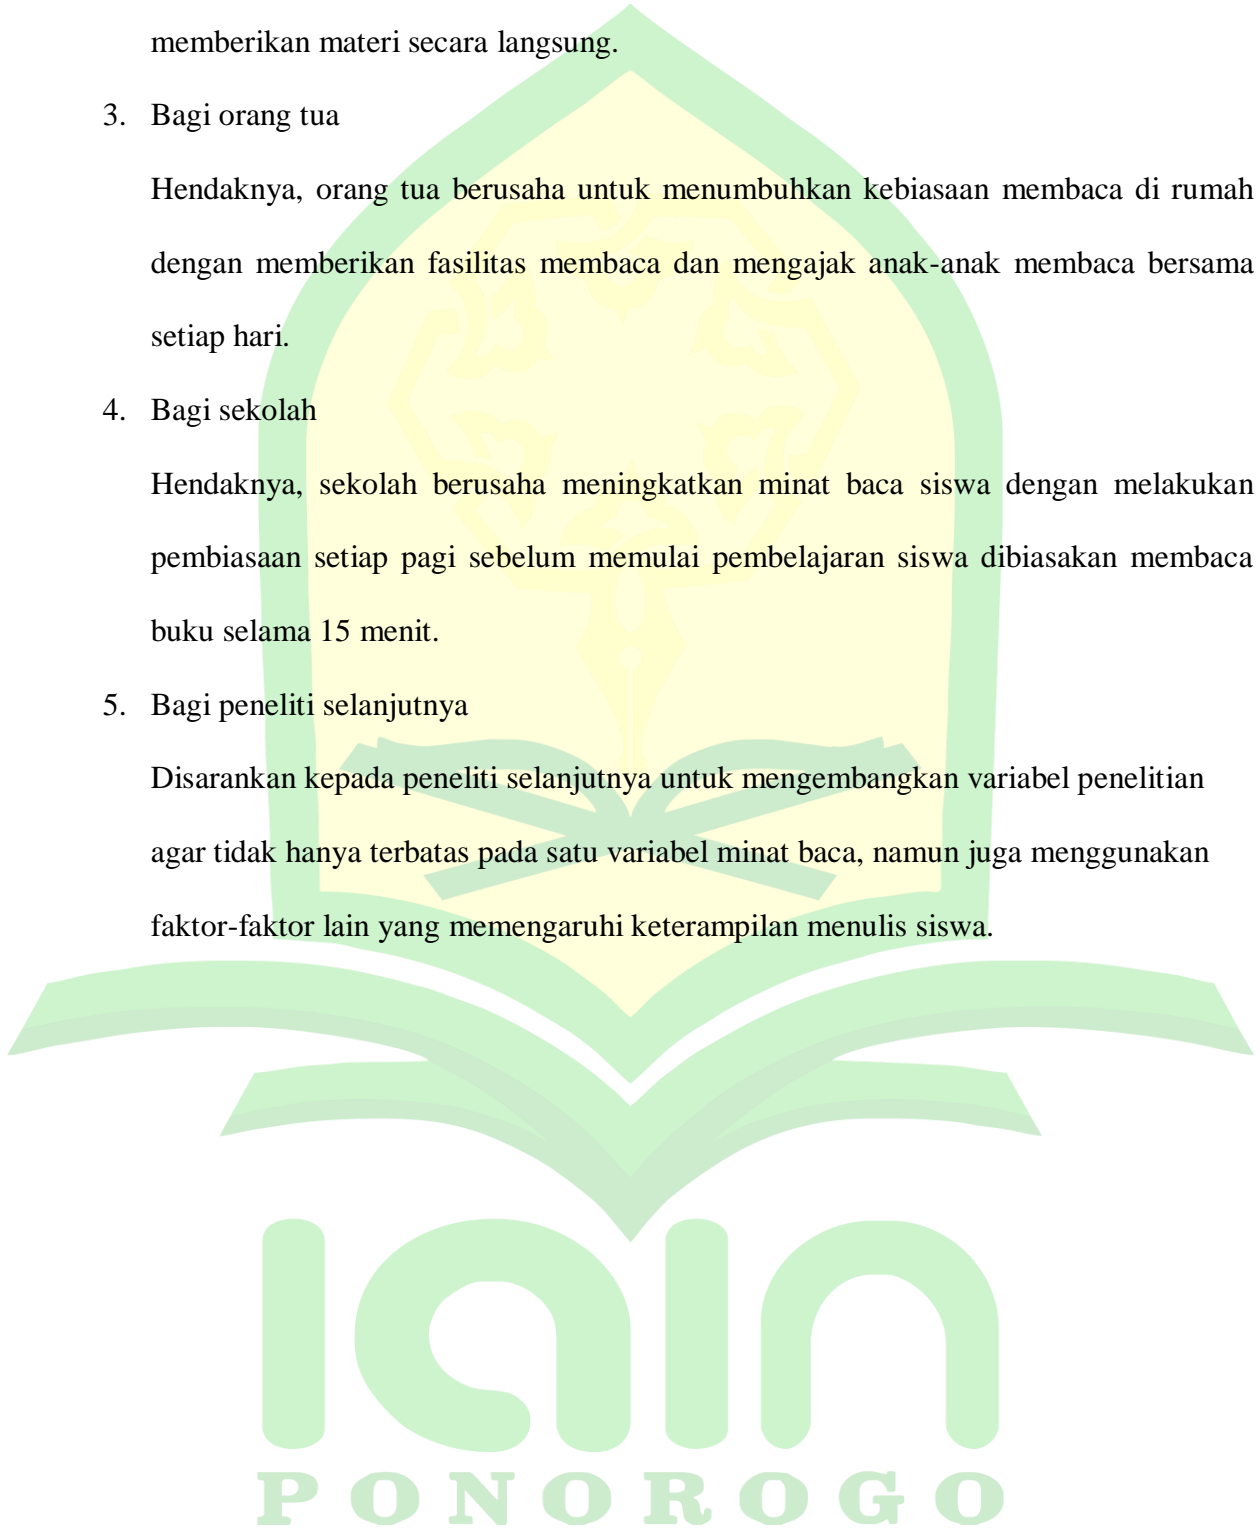 memberikan materi secara langsung.
3. Bagi orang tua
Hendaknya, orang tua berusaha untuk menumbuhkan kebiasaan membaca di rumah
dengan memberikan fasilitas membaca dan mengajak anak-anak membaca bersama
setiap hari.
4. Bagi sekolah
Hendaknya, sekolah berusaha meningkatkan minat baca siswa dengan melakukan
pembiasaan setiap pagi sebelum memulai pembelajaran siswa dibiasakan membaca
buku selama 15 menit.
5. Bagi peneliti selanjutnya
Disarankan kepada peneliti selanjutnya untuk mengembangkan variabel penelitian
agar tidak hanya terbatas pada satu variabel minat baca, namun juga menggunakan
faktor-faktor lain yang memengaruhi keterampilan menulis siswa.
iain
PONOROGO